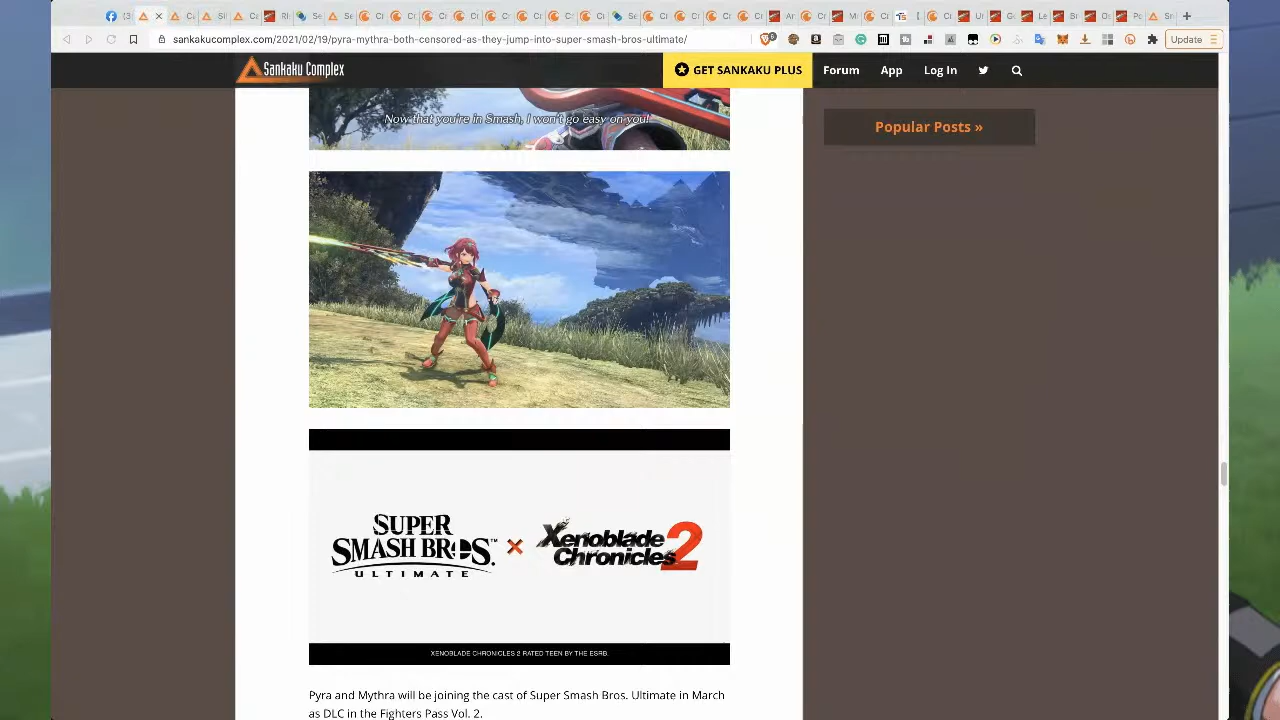 sankakucomplex.com/2021/02/19/pyra-mythra-both-censored-as-they-jump-into-super-smash-bros-ultimate/
Update
Sankaku Complex
GET SANKAKU PLUS
Forum
App
Log In
Now that you're in Smash, I won't go easy on you!
Popular Posts »
SUPER
SMASH BROS.™
ULTIMATE
×
Xenoblade
Chronicles 2
XENOBLADE CHRONICLES 2 RATED TEEN BY THE ESRB.
Pyra and Mythra will be joining the cast of Super Smash Bros. Ultimate in March
as DLC in the Fighters Pass Vol. 2.